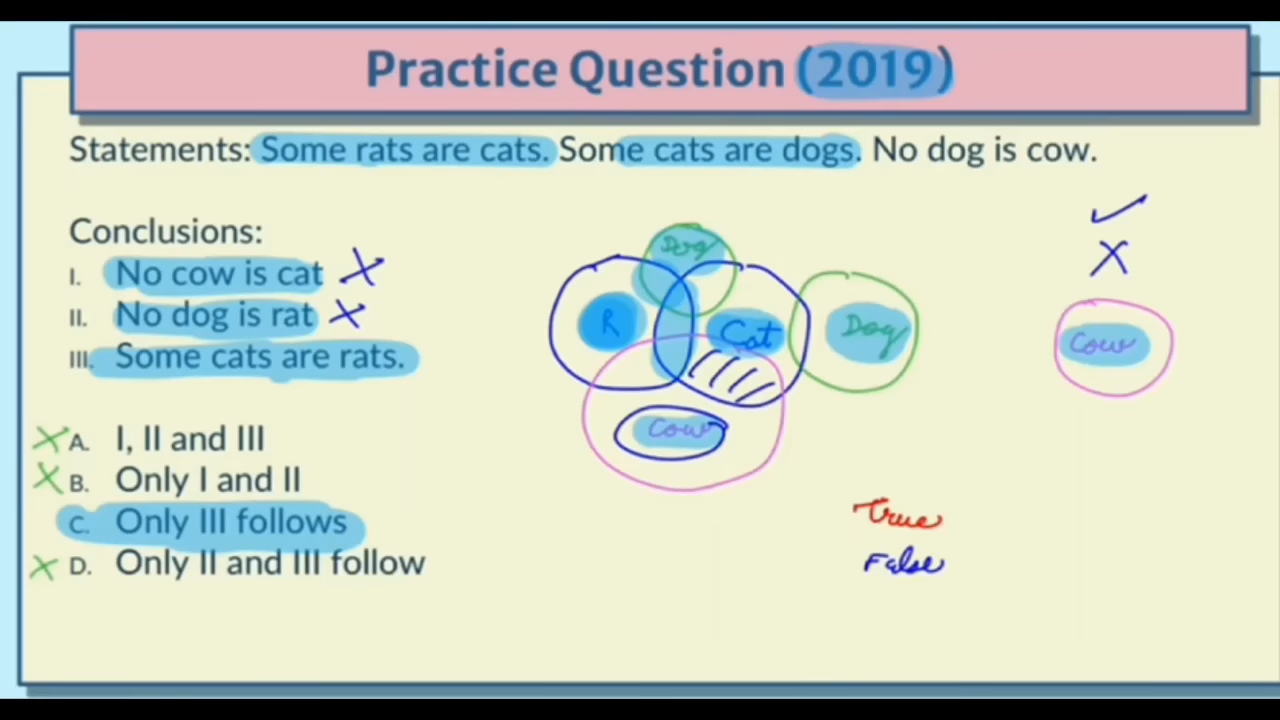 Practice Question (2019)
Statements: Some rats are cats. Some cats are dogs. No dog is cow.
Conclusions:
I. No cow is cat
II. No dog is rat
III. Some cats are rats.
A. I, II and III
B. Only I and II
C. Only III follows
D. Only II and III follow
Dog
R
Cat
Dog
Cow
Cow
True
False